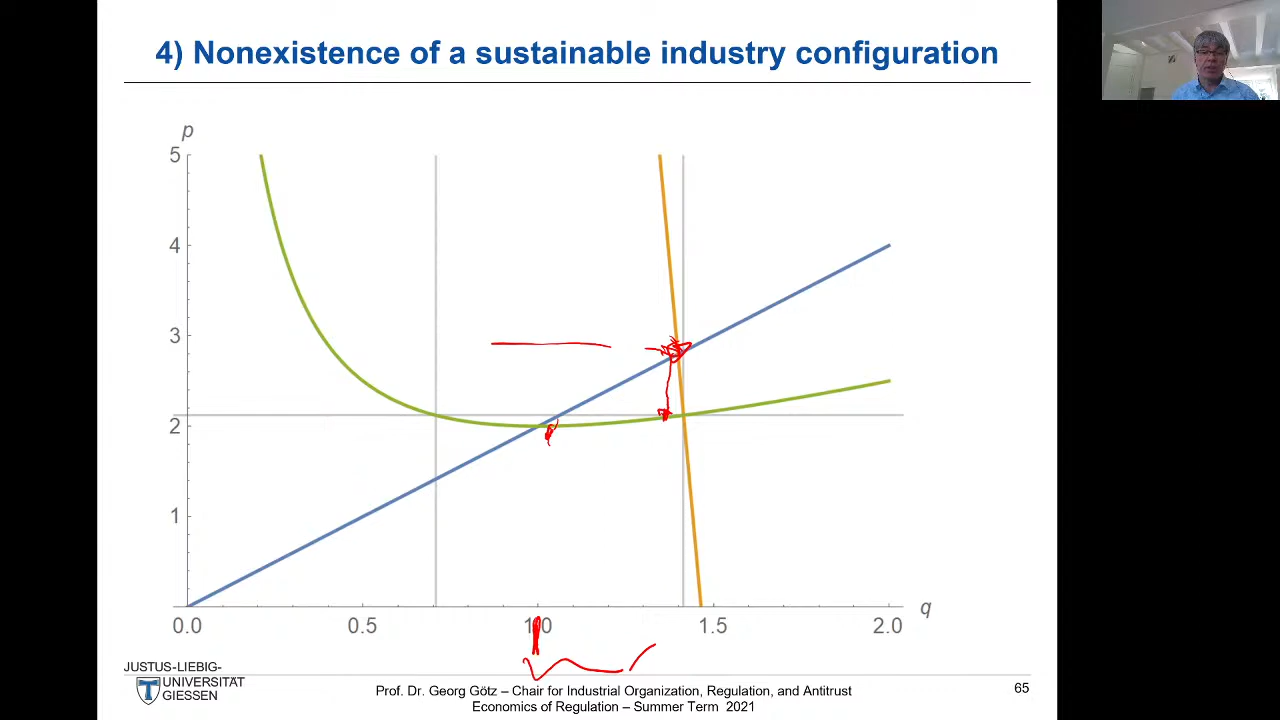 4) Nonexistence of a sustainable industry configuration
p
5
4
3
2
1
0.0
0.5
1.0
1.5
2.0
q
JUSTUS-LIEBIG-
UNIVERSITÄT
GIESSEN
Prof. Dr. Georg Götz – Chair for Industrial Organization, Regulation, and Antitrust
Economics of Regulation – Summer Term 2021
65